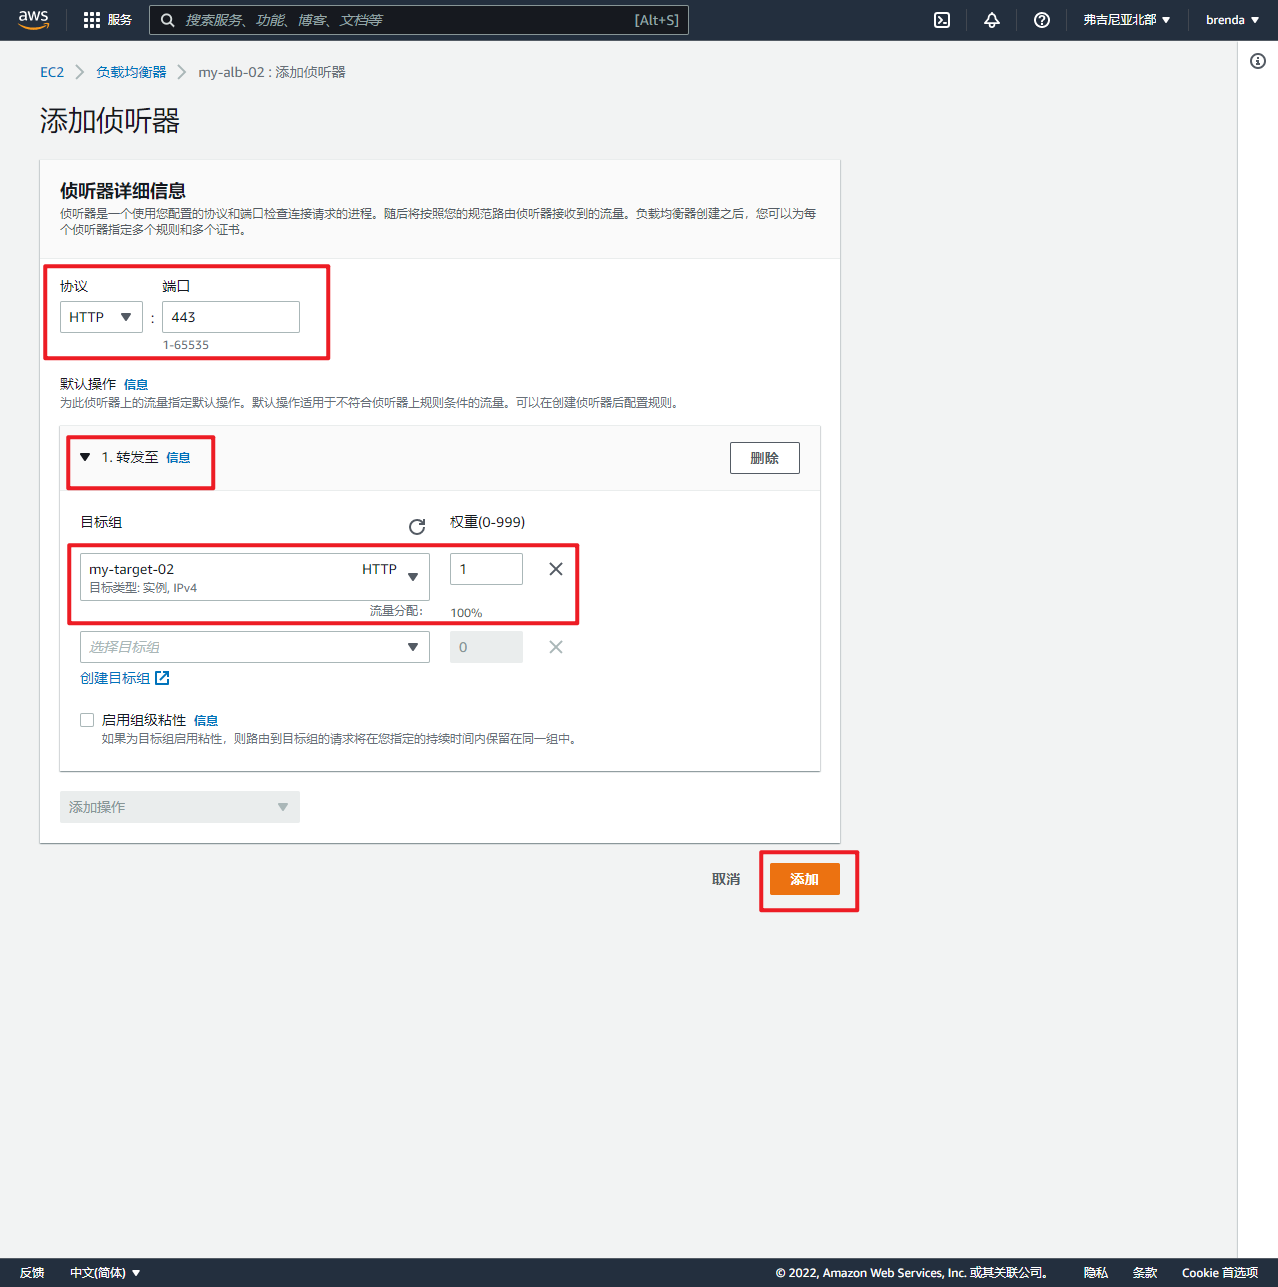 aws
服务
搜索服务、功能、博客、文档等
[Alt+S]
弗吉尼亚北部
brenda
EC2
负载均衡器
my-alb-02 : 添加侦听器
添加侦听器
侦听器详细信息
侦听器是一个使用您配置的协议和端口检查连接请求的进程。随后将按照您的规范路由侦听器接收到的流量。负载均衡器创建之后，您可以为每
个侦听器指定多个规则和多个证书。
协议
端口
HTTP
:
443
1-65535
默认操作 信息
为此侦听器上的流量指定默认操作。默认操作适用于不符合侦听器上规则条件的流量。可以在创建侦听器后配置规则。
1. 转发至 信息
删除
目标组
权重(0-999)
my-target-02
HTTP
目标类型: 实例, IPv4
1
流量分配：
100%
选择目标组
0
创建目标组
启用组级粘性 信息
如果为目标组启用粘性，则路由到目标组的请求将在您指定的持续时间内保留在同一组中。
添加操作
取消
添加
反馈
中文(简体)
© 2022, Amazon Web Services, Inc. 或其关联公司。
隐私
条款
Cookie 首选项